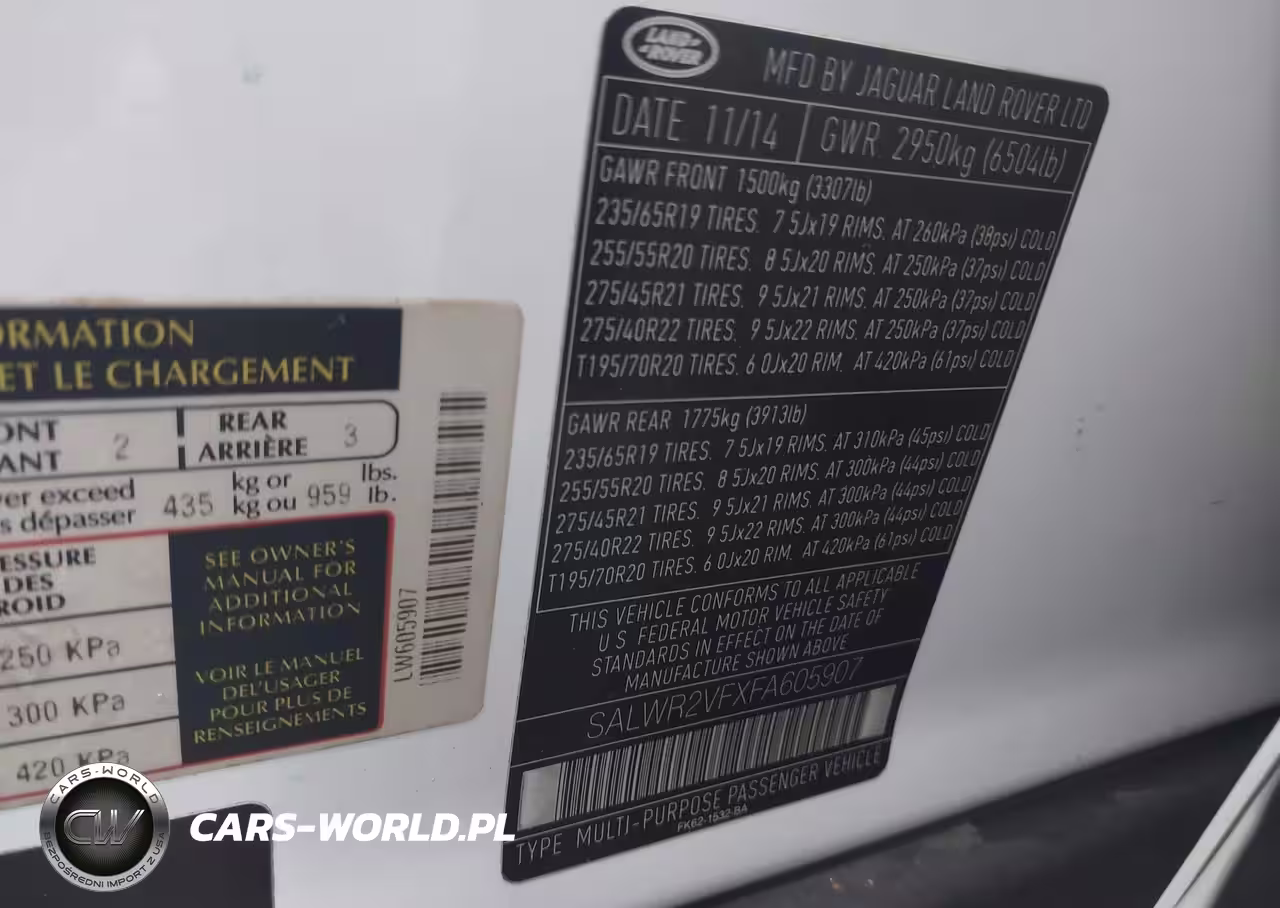 LAND-
-ROVER
MFD BY JAGUAR LAND ROVER LTD
DATE 11/14 GWR 2950kg (6504lb)
GAWR FRONT 1500kg (3307lb)
235/65R19 TIRES. 7 5Jx19 RIMS. AT 260kPa (38psi) COLD
255/55R20 TIRES. 8 5Jx20 RIMS. AT 250kPa (37psi) COLD
275/45R21 TIRES. 9 5Jx21 RIMS. AT 250kPa (37psi) COLD
275/40R22 TIRES. 9 5Jx22 RIMS. AT 250kPa (37psi) COLD
T195/70R20 TIRES. 6 0Jx20 RIM. AT 420kPa (61psi) COLD
GAWR REAR 1775kg (3913lb)
235/65R19 TIRES. 7 5Jx19 RIMS. AT 310kPa (45psi) COLD
255/55R20 TIRES. 8 5Jx20 RIMS. AT 300kPa (44psi) COLD
275/45R21 TIRES. 9 5Jx21 RIMS. AT 300kPa (44psi) COLD
275/40R22 TIRES. 9 5Jx22 RIMS. AT 300kPa (44psi) COLD
T195/70R20 TIRES. 6 0Jx20 RIM. AT 420kPa (61psi) COLD
THIS VEHICLE CONFORMS TO ALL APPLICABLE
U S FEDERAL MOTOR VEHICLE SAFETY
STANDARDS IN EFFECT ON THE DATE OF
MANUFACTURE SHOWN ABOVE
SALWR2VFXFA605907
TYPE MULTI-PURPOSE PASSENGER VEHICLE
FK62-1532-BA
ORMATION
ET LE CHARGEMENT
ONT 2 REAR 3
ANT ARRIÈRE
ver exceed 435 kg or 959 lbs.
s dépasser kg ou lb.
ESSURE
DES
ROID
250 KPa
300 KPa
420 KPa
SEE OWNER'S
MANUAL FOR
ADDITIONAL
INFORMATION
VOIR LE MANUEL
DEL'USAGER
POUR PLUS DE
RENSEIGNEMENTS
LW605907
CARS-WORLD
CW
BEZPOŚREDNI IMPORT Z USA
CARS-WORLD.PL